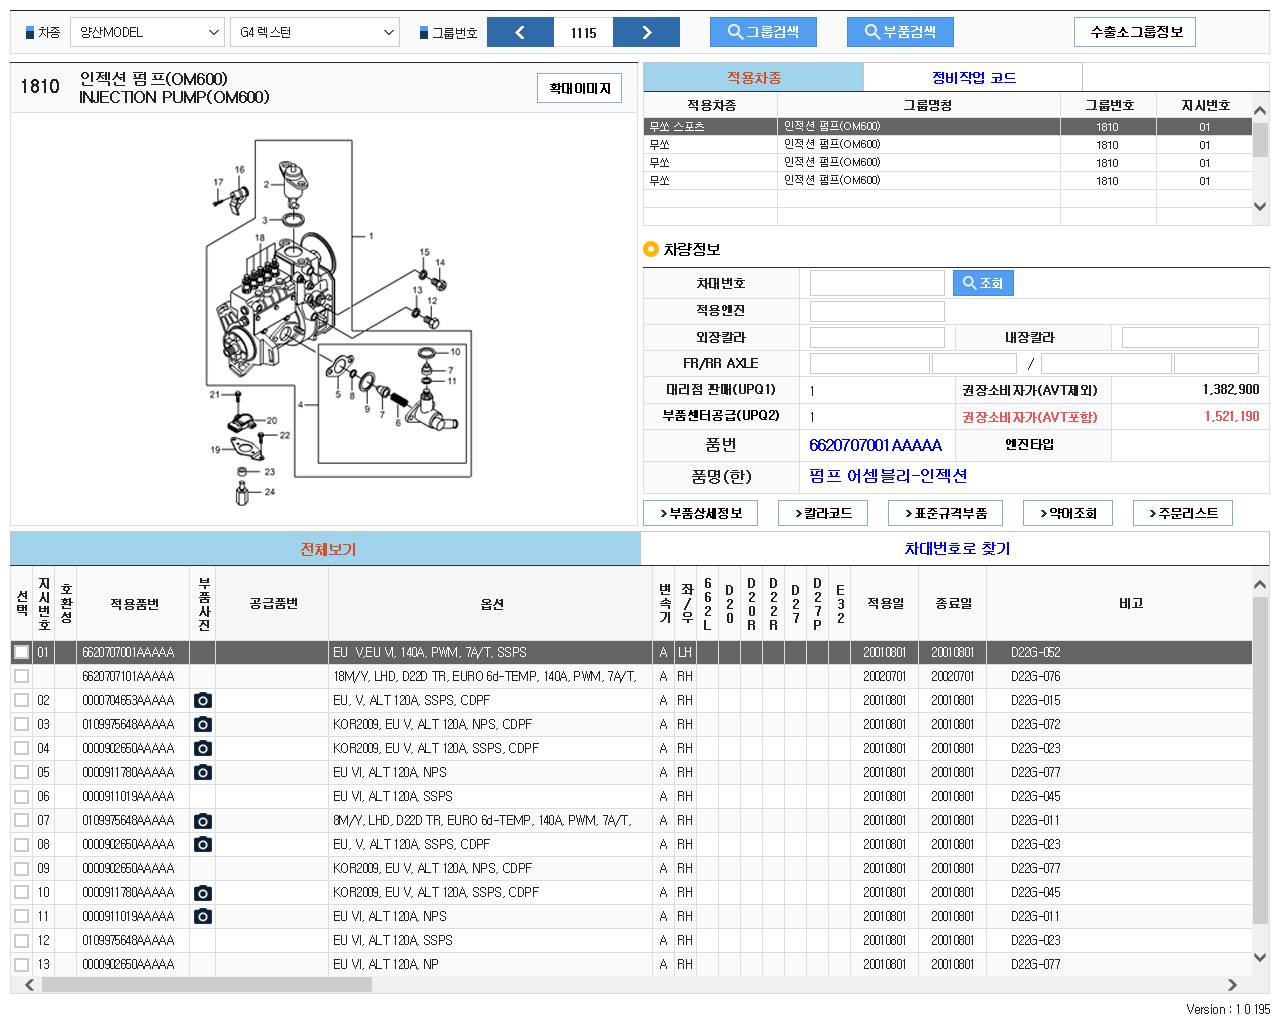 차종 양산MODEL G4 렉스턴 그룹번호 1115 그룹검색 부품검색 수출소그룹정보
1810 인젝션 펌프(OM600)
INJECTION PUMP(OM600)
확대이미지
16
17
2
3
18
1
15
14
13
12
10
7
11
5
8
9
7
6
4
21
20
22
19
23
24
적용차종 정비작업 코드
적용차종 그룹명칭 그룹번호 지시번호
무쏘 스포츠 인적션 펌프(OM600) 1810 01
무쏘 인적션 펌프(OM600) 1810 01
무쏘 인적션 펌프(OM600) 1810 01
무쏘 인적션 펌프(OM600) 1810 01
차량정보
차대번호 조회
적용엔진
외장칼라 내장칼라
FR/RR AXLE /
대리점 판매(UPQ1) 1 권장소비자가(AVT제외) 1,382,900
부품센터공급(UPQ2) 1 권장소비자가(AVT포함) 1,521,190
품번 6620707001AAAAA 엔진타입
품명(한) 펌프 어셈블리-인젝션
부품상세정보 칼라코드 표준규격부품 약어조회 주문리스트
전체보기 차대번호로 찾기
선택 지시번호 호환성 적용품번 부품사진 공급품번 옵션 변속기 좌/우 662L D20 D20R D22R D27 D27P E32 적용일 종료일 비고
01 6620707001AAAAA EU V,EU VI, 140A, PWM, 7A/T, SSPS A LH 20010801 20010801 D22G-052
6620707101AAAAA 18M/Y, LHD, D22D TR, EURO 6d-TEMP, 140A, PWM, 7A/T, A RH 20020701 20020701 D22G-076
02 0000704653AAAAA EU, V, ALT 120A, SSPS, CDPF A RH 20010801 20010801 D22G-015
03 0109975648AAAAA KOR2009, EU V, ALT 120A, NPS, CDPF A RH 20010801 20010801 D22G-072
04 0000902650AAAAA KOR2009, EU V, ALT 120A, SSPS, CDPF A RH 20010801 20010801 D22G-023
05 0000911780AAAAA EU VI, ALT 120A, NPS A RH 20010801 20010801 D22G-077
06 0000911019AAAAA EU VI, ALT 120A, SSPS A RH 20010801 20010801 D22G-045
07 0109975648AAAAA 8M/Y, LHD, D22D TR, EURO 6d-TEMP, 140A, PWM, 7A/T, A RH 20010801 20010801 D22G-011
08 0000902650AAAAA EU, V, ALT 120A, SSPS, CDPF A RH 20010801 20010801 D22G-023
09 0000902650AAAAA KOR2009, EU V, ALT 120A, NPS, CDPF A RH 20010801 20010801 D22G-077
10 0000911780AAAAA KOR2009, EU V, ALT 120A, SSPS, CDPF A RH 20010801 20010801 D22G-045
11 0000911019AAAAA EU VI, ALT 120A, NPS A RH 20010801 20010801 D22G-011
12 0109975648AAAAA EU VI, ALT 120A, SSPS A RH 20010801 20010801 D22G-023
13 0000902650AAAAA EU VI, ALT 120A, NP A RH 20010801 20010801 D22G-077
Version : 1 0 195